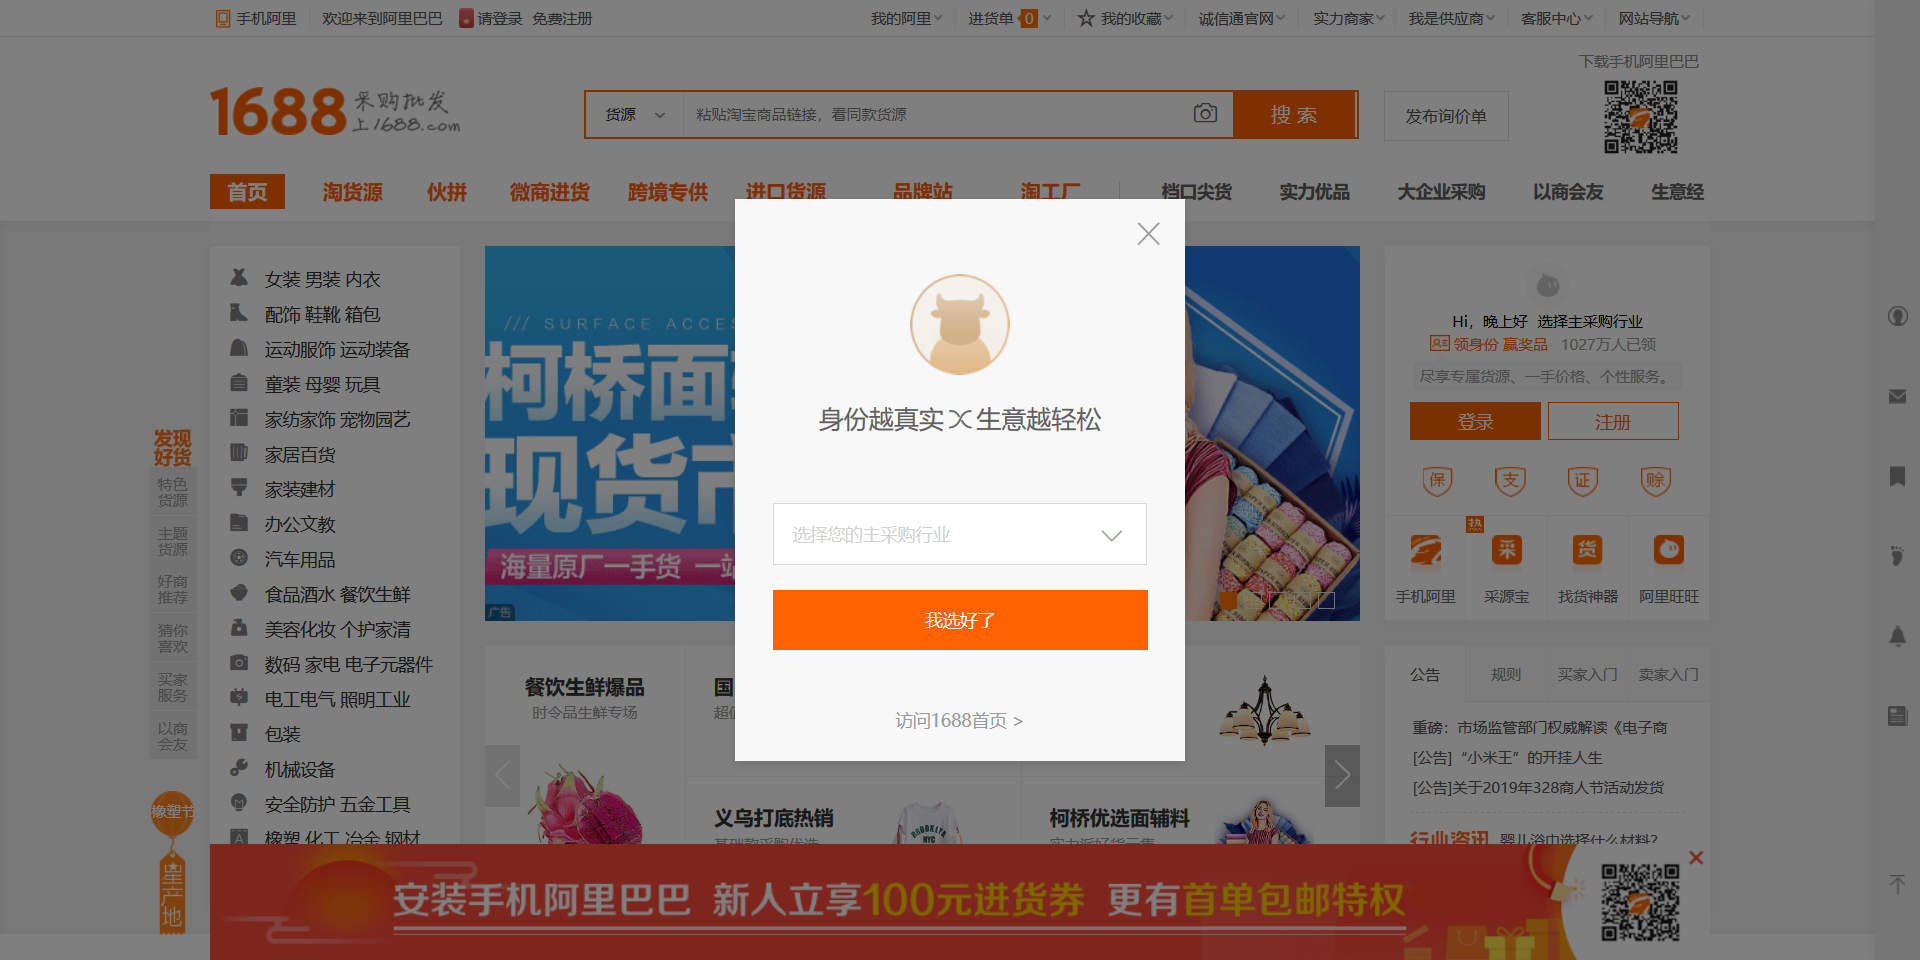 手机阿里 欢迎来到阿里巴巴 请登录 免费注册 我的阿里 进货单 0 我的收藏 诚信通官网 实力商家 我是供应商 客服中心 网站导航
下载手机阿里巴巴
1688 采购批发
上1688.com
货源 粘贴淘宝商品链接，看同款货源 搜 索 发布询价单
首页 淘货源 伙拼 微商进货 跨境专供 进口货源 品牌站 淘工厂 档口尖货 实力优品 大企业采购 以商会友 生意经
女装 男装 内衣
配饰 鞋靴 箱包
运动服饰 运动装备
童装 母婴 玩具
家纺家饰 宠物园艺
家居百货
家装建材
办公文教
汽车用品
食品酒水 餐饮生鲜
美容化妆 个护家清
数码 家电 电子元器件
电工电气 照明工业
包装
机械设备
安全防护 五金工具
橡塑 化工 冶金 钢材
发现
好货
特色
货源
主题
货源
好商
推荐
猜你
喜欢
买家
服务
以商
会友
橡塑节
星产地
/// SURFACE ACCES
柯桥面
现货市
海量原厂一手货 一站
广告
身份越真实 生意越轻松
选择您的主采购行业
我选好了
访问1688首页 >
Hi，晚上好 选择主采购行业
领身份 赢奖品 1027万人已领
尽享专属货源、一手价格、个性服务。
登录 注册
保 支 证 赊
热
采 货
手机阿里 采源宝 找货神器 阿里旺旺
餐饮生鲜爆品
时令品生鲜专场
国
超值
义乌打底热销
基础款采购优选
BROOKLYN
NYC
柯桥优选面辅料
实力派好货云集
公告 规则 买家入门 卖家入门
重磅：市场监管部门权威解读《电子商
[公告]“小米王”的开挂人生
[公告]关于2019年328商人节活动发货
行业资讯 婴儿浴巾选择什么材料？
安装手机阿里巴巴 新人立享100元进货券 更有首单包邮特权